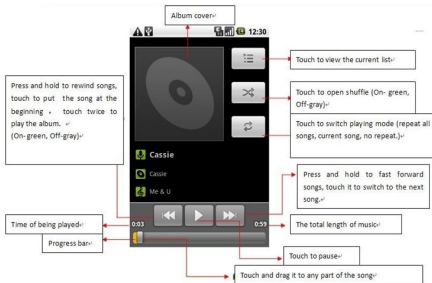 Album cover
12:30
Touch to view the current list
Press and hold to rewind songs,
touch to put the song at the
beginning , touch twice to
play the album.
(On- green, Off-gray)
Touch to open shuffle (On- green,
Off-gray)
Touch to switch playing mode (repeat all
songs, current song, no repeat.)
Cassie
Cassie
Me & U
Press and hold to fast forward
songs, touch it to switch to the next
song.
Time of being played
0:03
0:59
The total length of music
Progress bar
Touch to pause
Touch and drag it to any part of the song